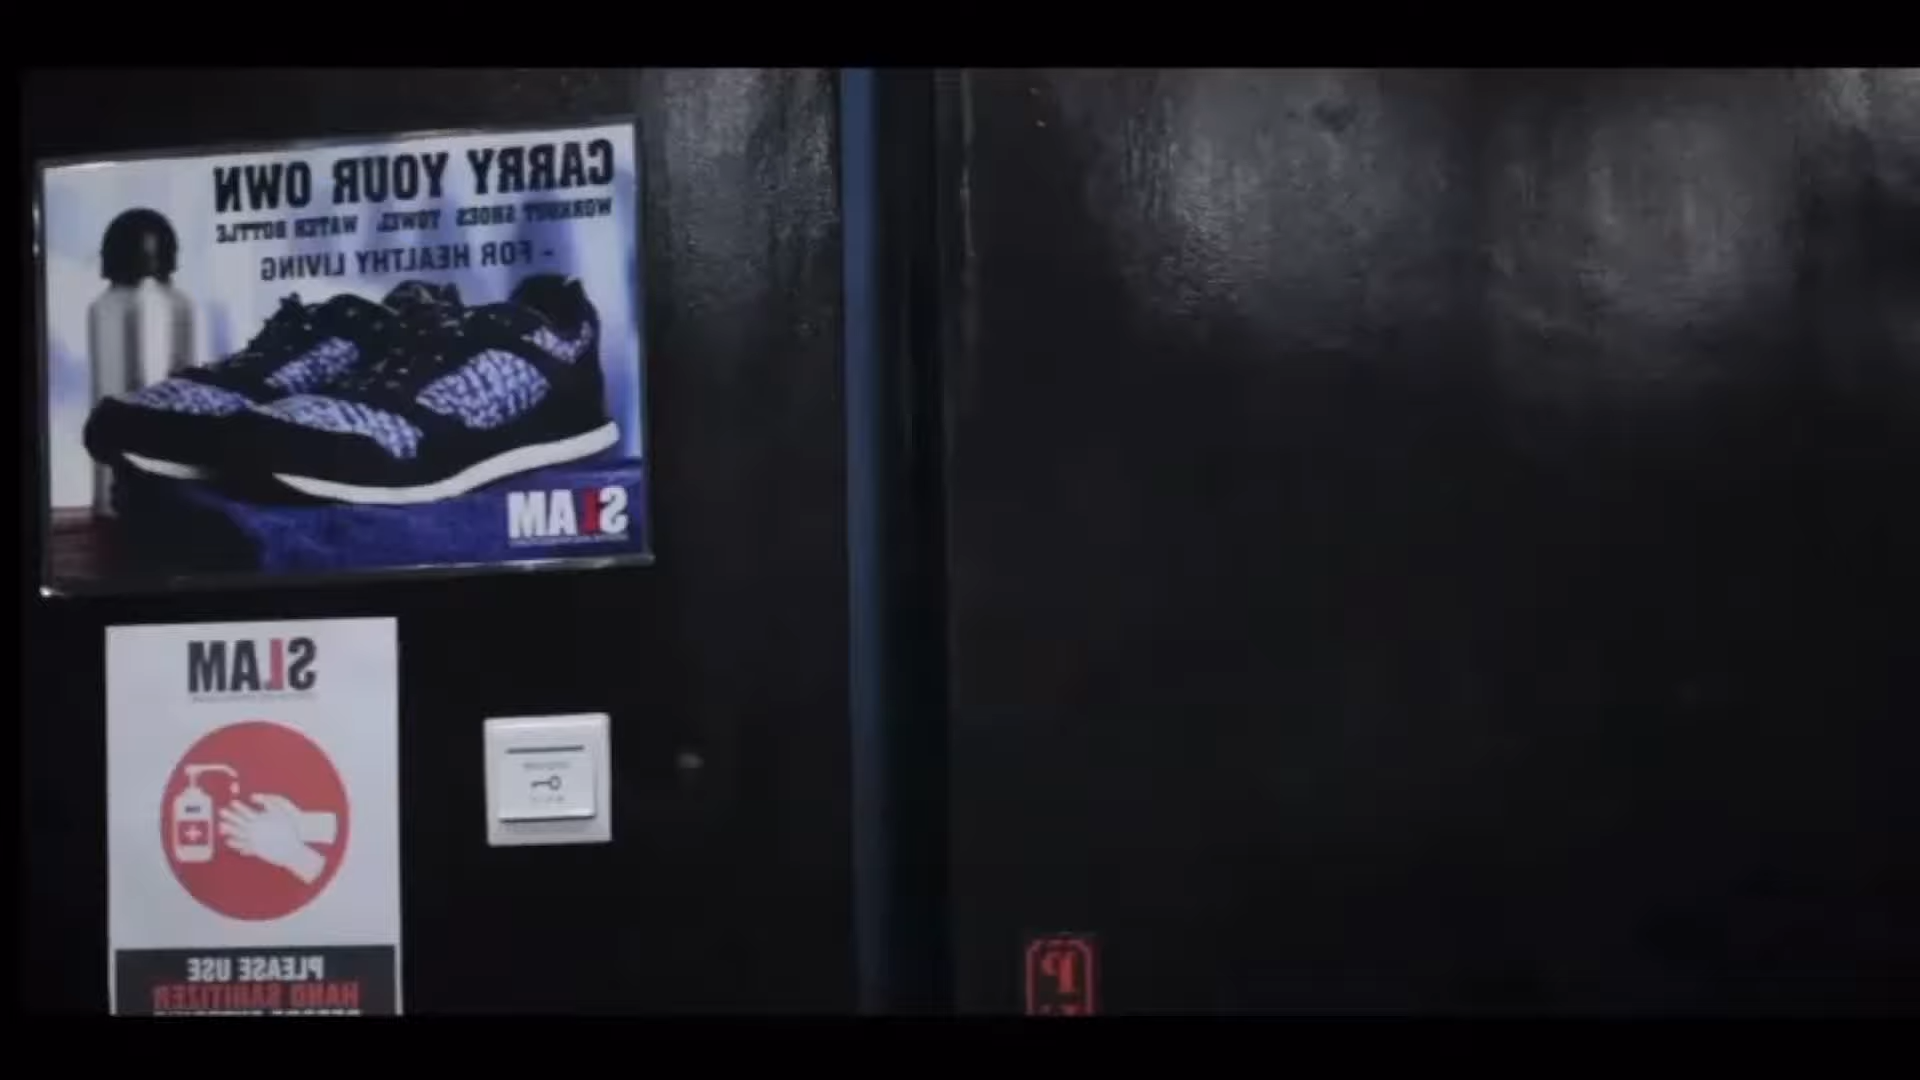 CARRY YOUR OWN
WORKOUT SHOES TOWEL WATER BOTTLE
- FOR HEALTHY LIVING
SLAM
SLAM
PLEASE USE
HAND SANITIZER
P